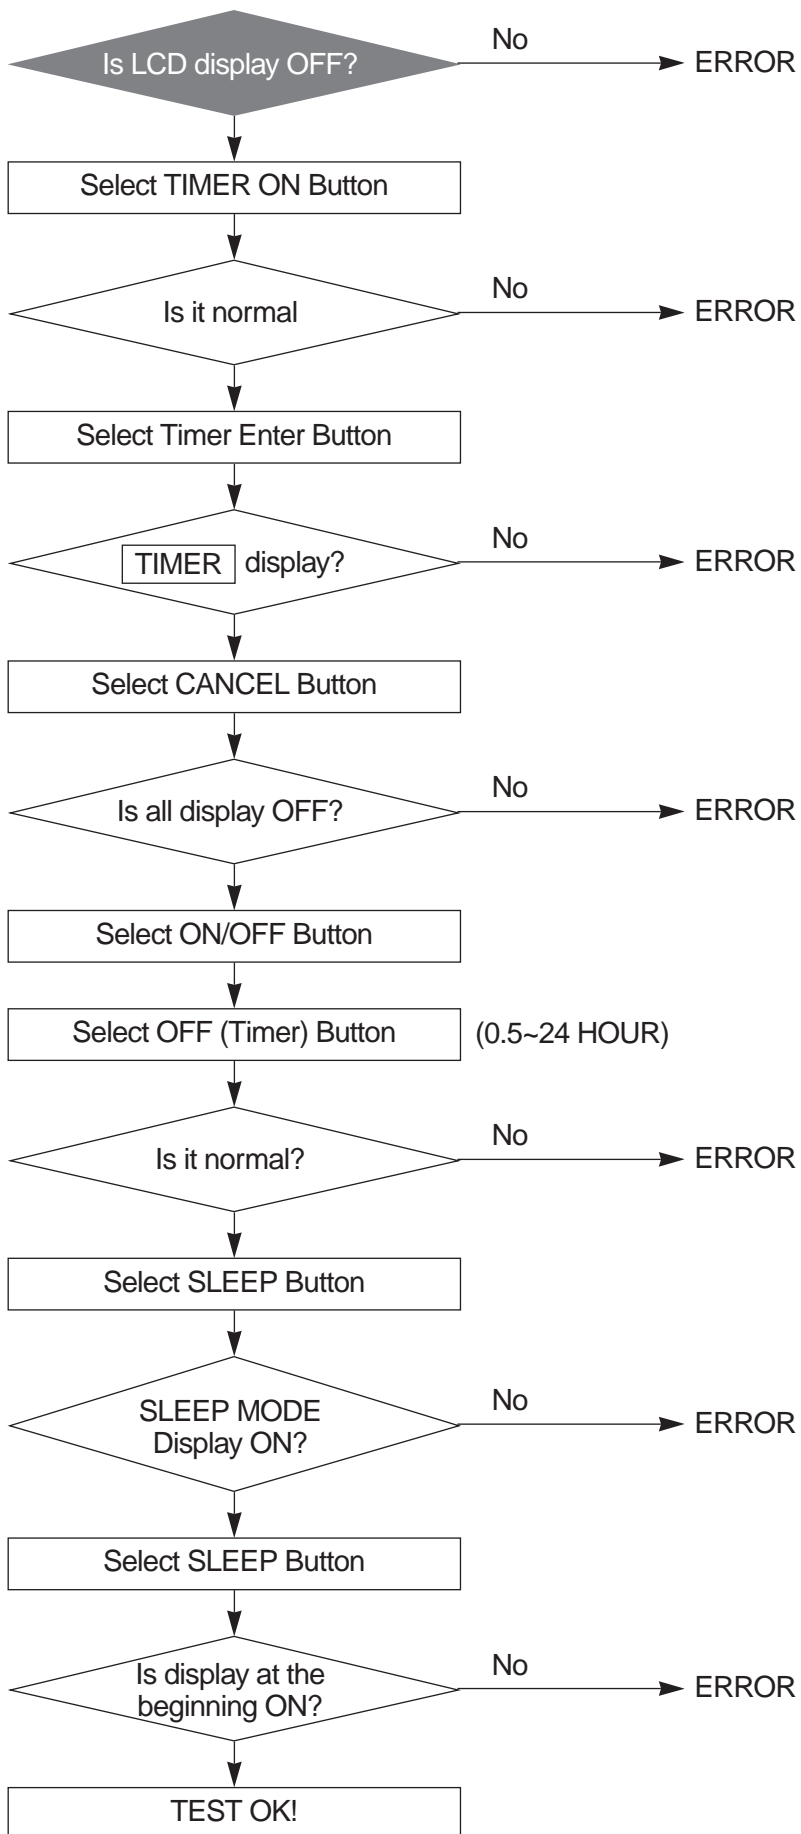 Is LCD display OFF?
No
ERROR
Select TIMER ON Button
Is it normal
No
ERROR
Select Timer Enter Button
TIMER display?
No
ERROR
Select CANCEL Button
Is all display OFF?
No
ERROR
Select ON/OFF Button
Select OFF (Timer) Button
(0.5~24 HOUR)
Is it normal?
No
ERROR
Select SLEEP Button
SLEEP MODE
Display ON?
No
ERROR
Select SLEEP Button
Is display at the
beginning ON?
No
ERROR
TEST OK!